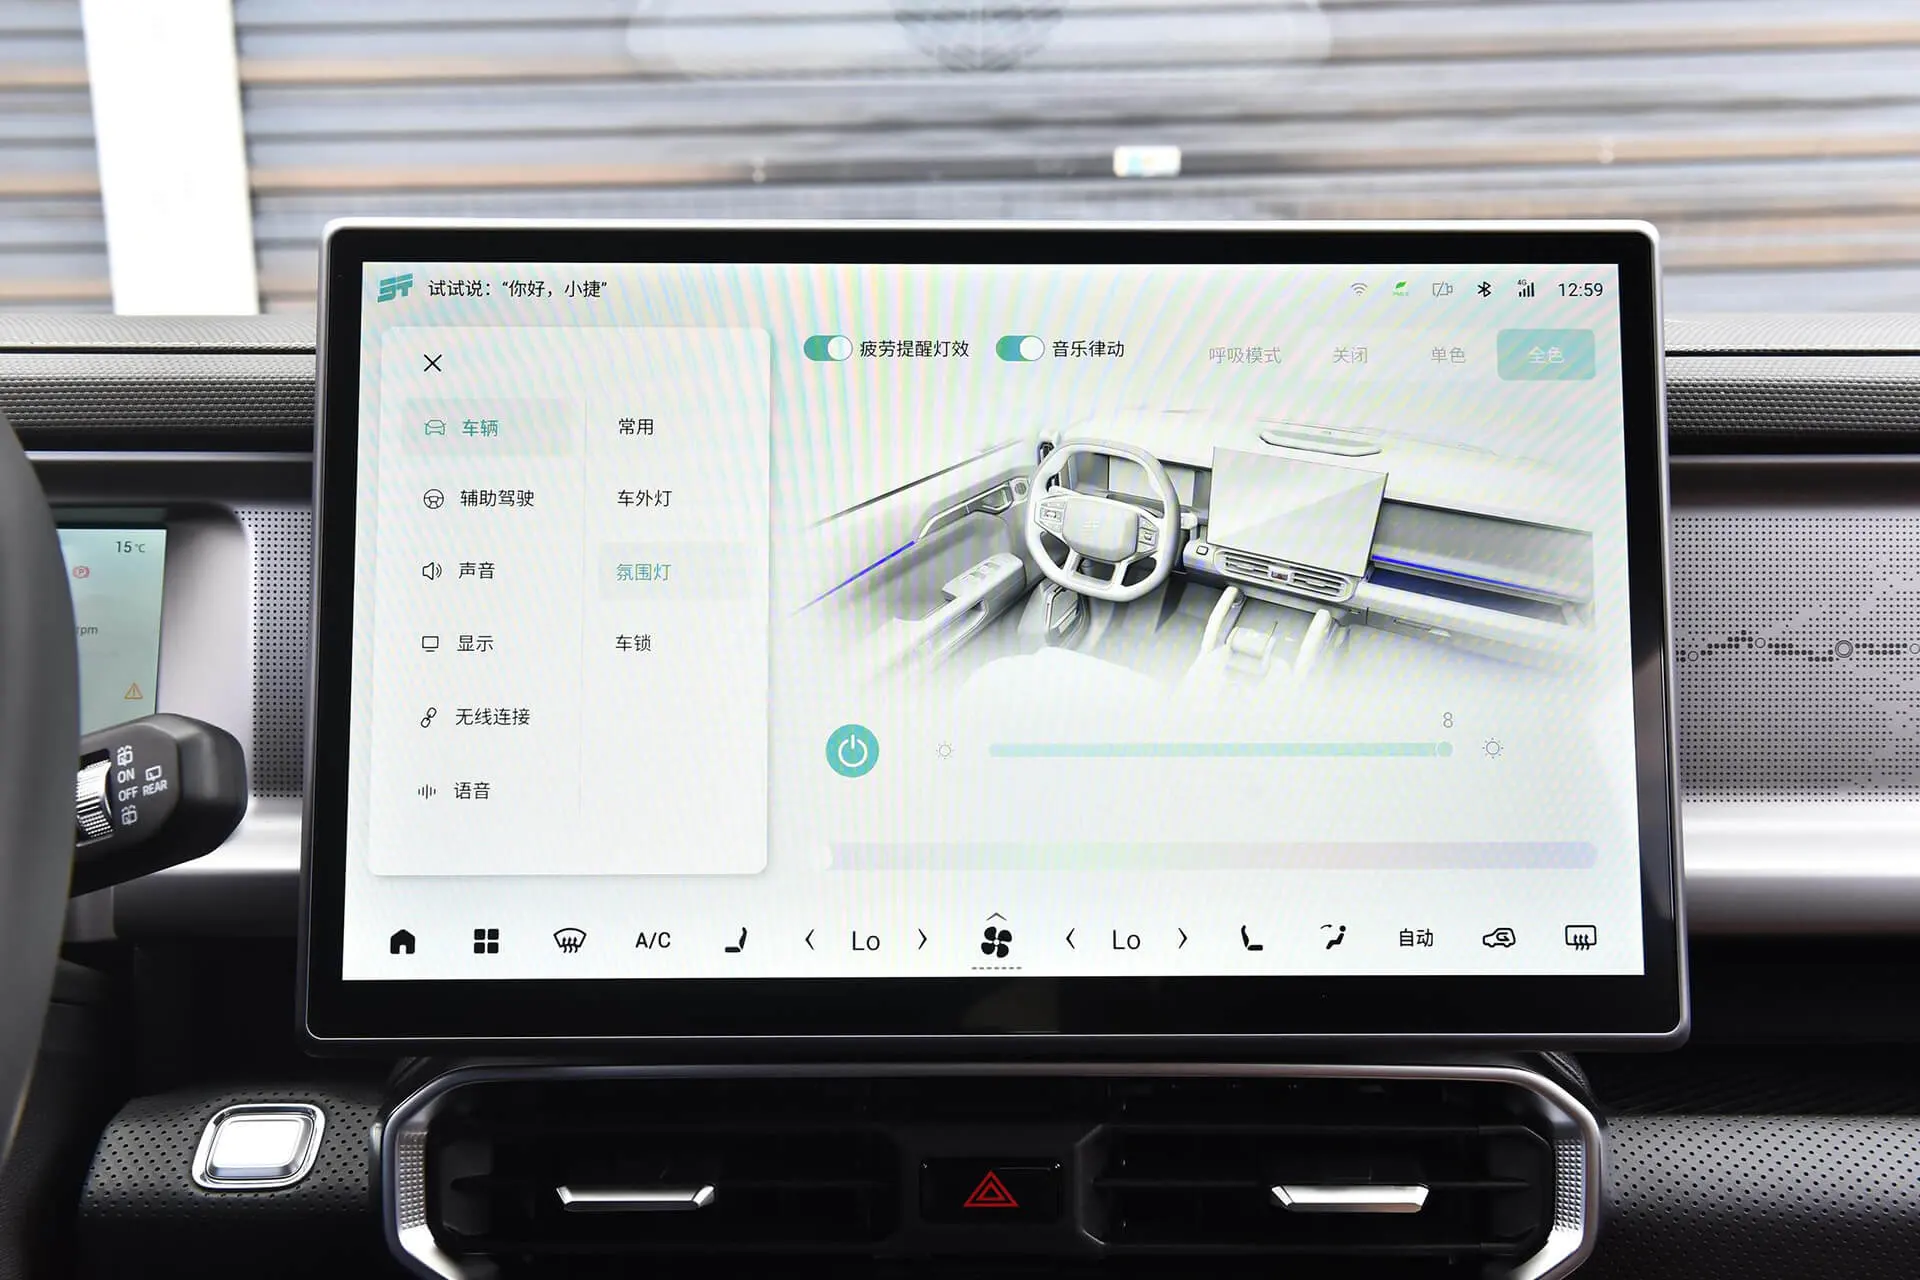 试试说：“你好，小捷”
4G
12:59
疲劳提醒灯效
音乐律动
呼吸模式
关闭
单色
全色
车辆
常用
辅助驾驶
车外灯
声音
氛围灯
显示
车锁
无线连接
语音
8
A/C
Lo
Lo
自动
15℃
P
rpm
ON
OFF
REAR